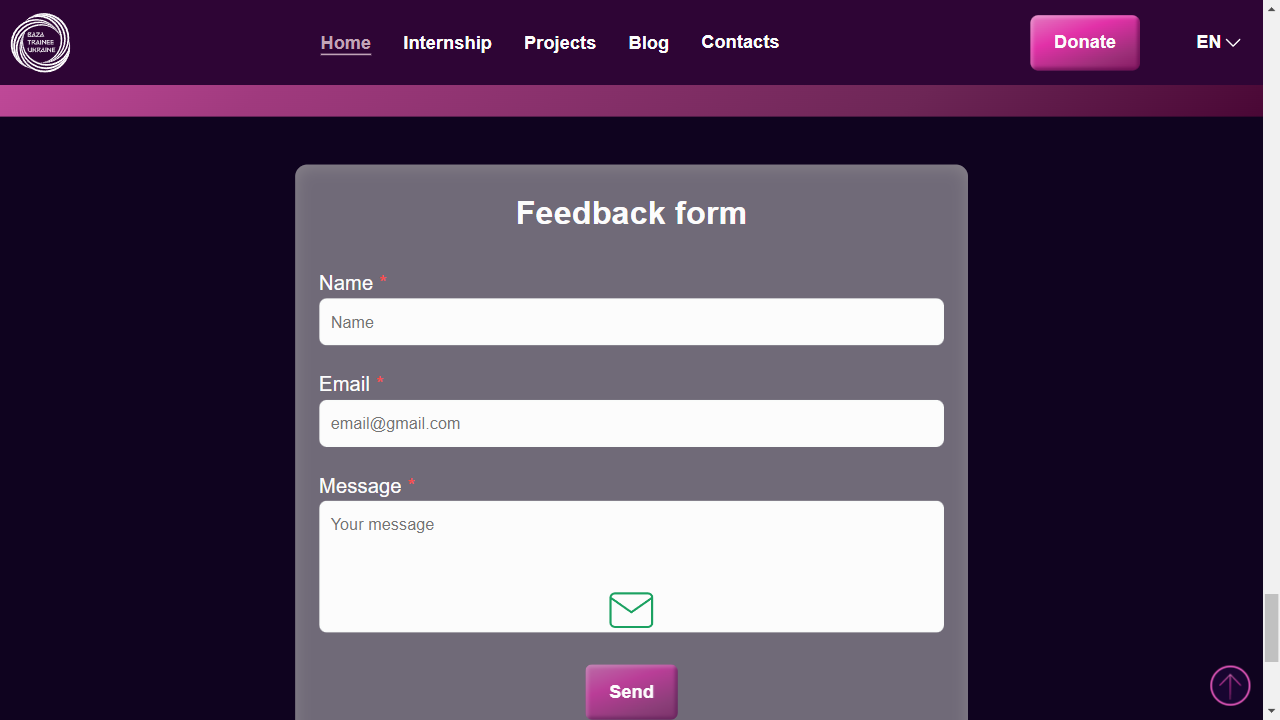 BAZA
TRAINEE
UKRAINE
Home Internship Projects Blog Contacts Donate EN
Feedback form
Name *
Name
Email *
email@gmail.com
Message *
Your message
Send